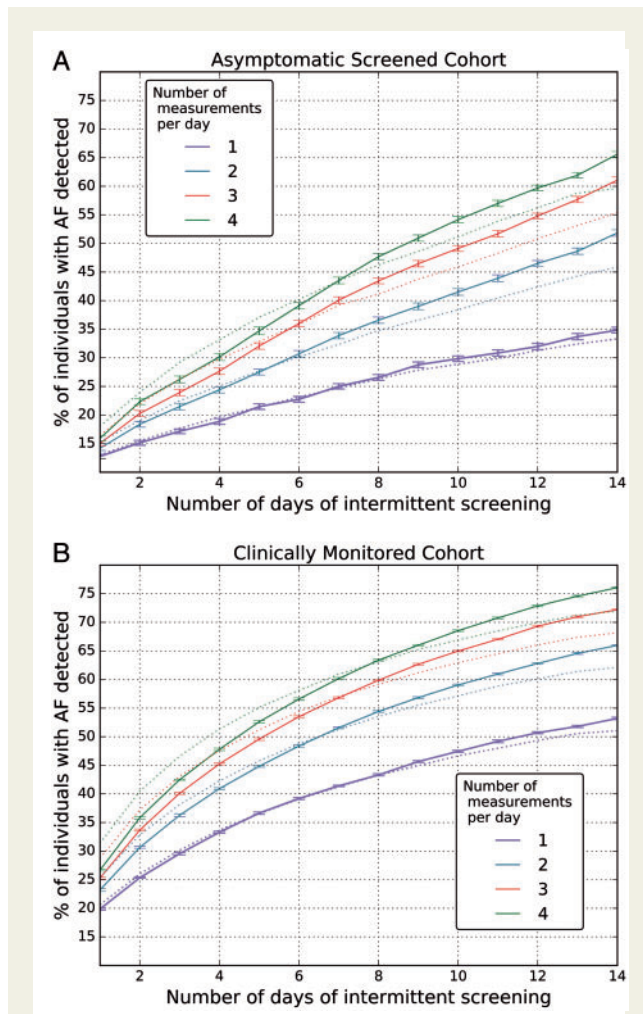 A
Asymptomatic Screened Cohort
Number of
measurements
per day
1
2
3
4
75
70
65
60
55
50
45
40
35
30
25
20
15
% of individuals with AF detected
2 4 6 8 10 12 14
Number of days of intermittent screening
B
Clinically Monitored Cohort
75
70
65
60
55
50
45
40
35
30
25
20
15
% of individuals with AF detected
Number of
measurements
per day
1
2
3
4
2 4 6 8 10 12 14
Number of days of intermittent screening